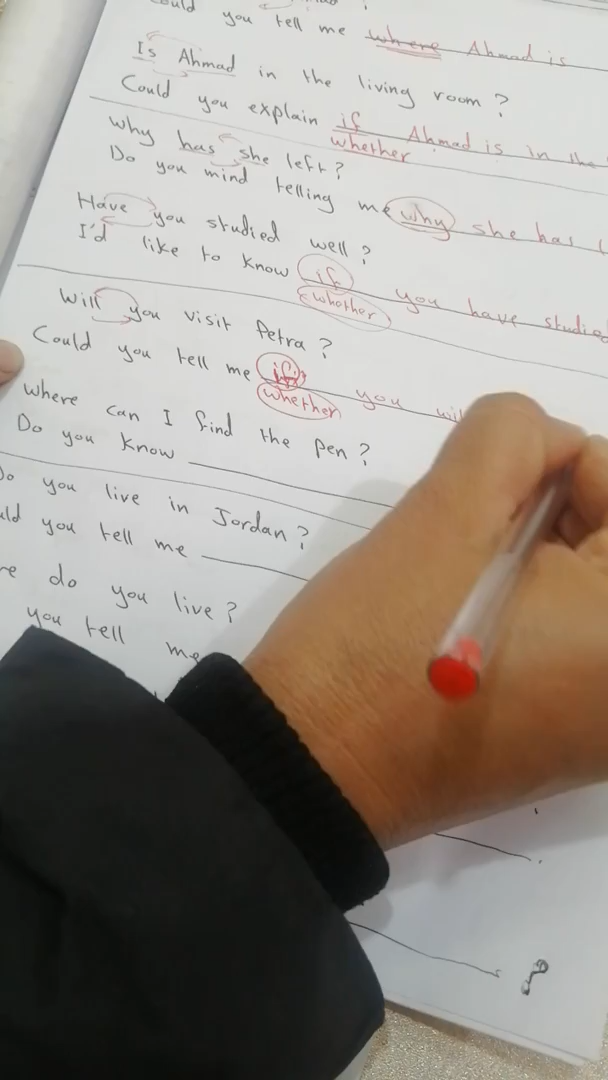 you tell me where Ahmad is
Is Ahmad in the living room?
Could you explain if Ahmad is in the
whether
Why has she left?
Do you mind telling me why she has
Have you studied well?
I'd like to know if you have studied
whether
Will you visit Petra?
Could you tell me if you
whether
Where can I find the pen?
Do you know
you live in Jordan?
you tell me
do you live?
you tell me
?